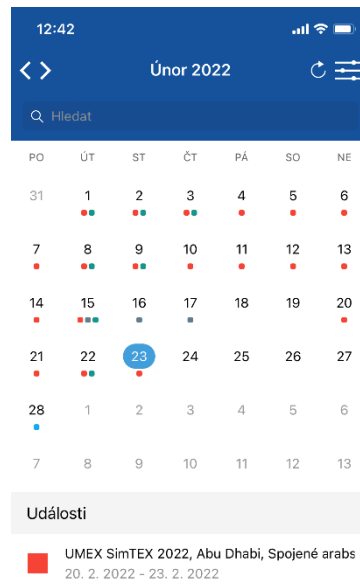 12:42
Únor 2022
Hledat
PO ÚT ST ČT PÁ SO NE
31 1 2 3 4 5 6
7 8 9 10 11 12 13
14 15 16 17 18 19 20
21 22 23 24 25 26 27
28 1 2 3 4 5 6
7 8 9 10 11 12 13
Události
UMEX SimTEX 2022, Abu Dhabi, Spojené arabs
20. 2. 2022 - 23. 2. 2022